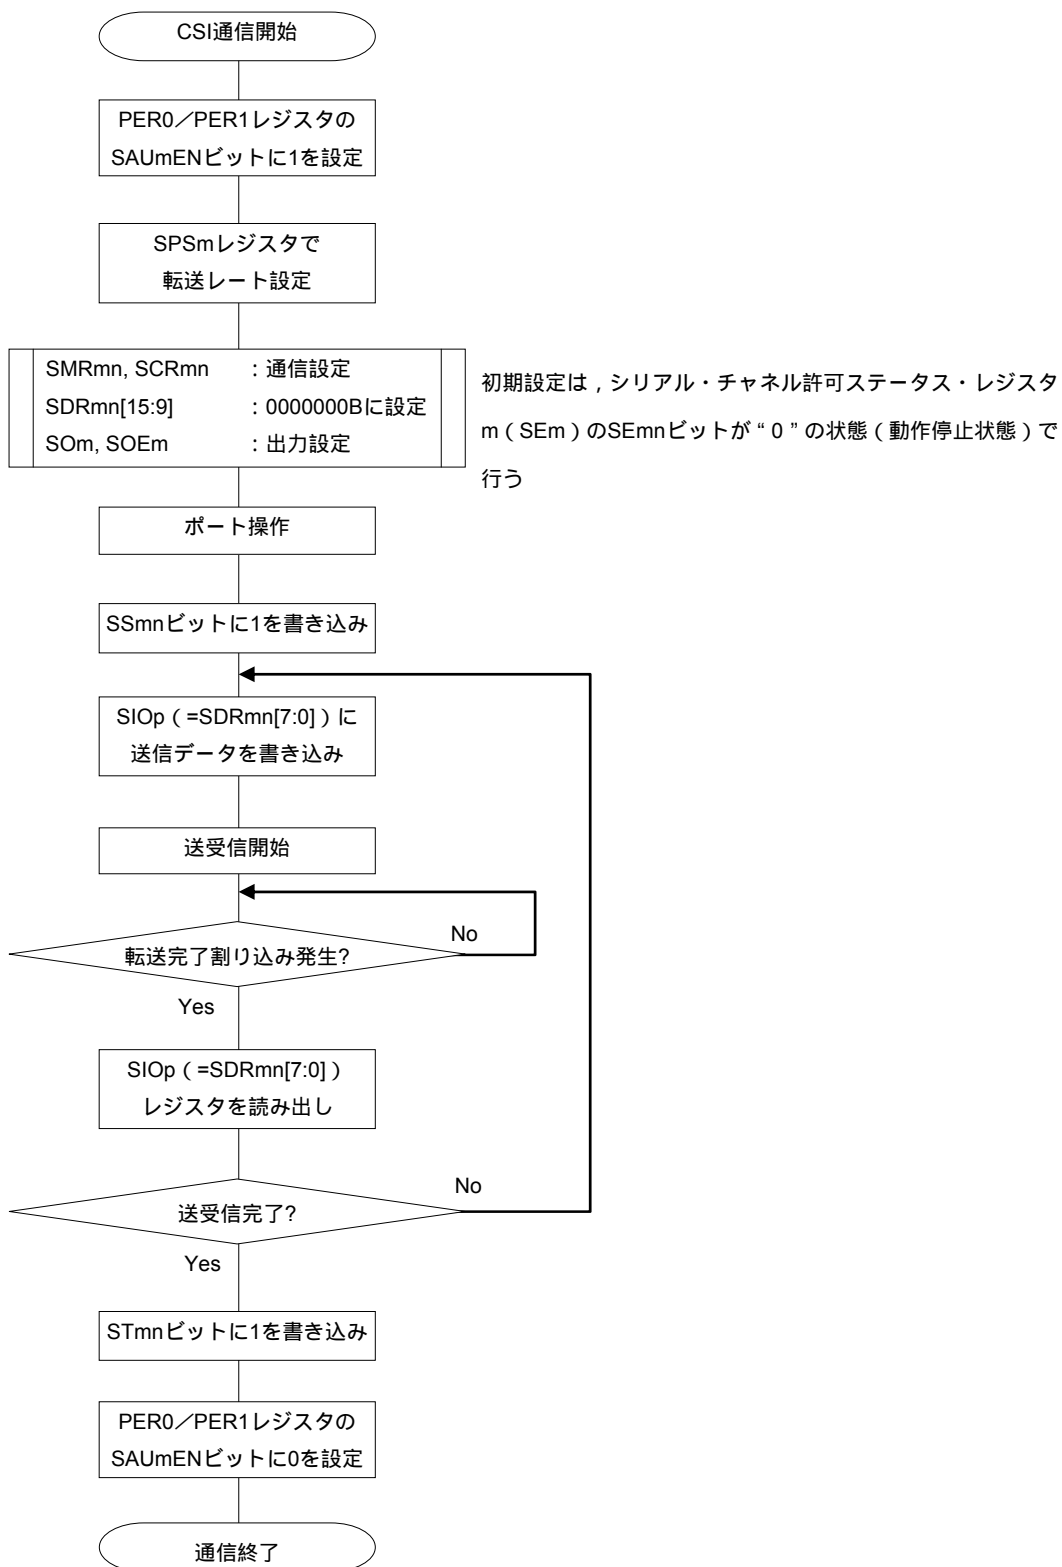 CSI通信開始
PER0／PER1レジスタの
SAUmENビットに1を設定
SPSmレジスタで
転送レート設定
SMRmn, SCRmn ：通信設定
SDRmn[15:9] ：0000000Bに設定
SOm, SOEm ：出力設定
初期設定は，シリアル・チャネル許可ステータス・レジスタ
m（SEm）のSEmnビットが“0”の状態（動作停止状態）で
行う
ポート操作
SSmnビットに1を書き込み
SIOp（=SDRmn[7:0]）に
送信データを書き込み
送受信開始
転送完了割り込み発生?
No
Yes
SIOp（=SDRmn[7:0]）
レジスタを読み出し
送受信完了?
No
Yes
STmnビットに1を書き込み
PER0／PER1レジスタの
SAUmENビットに0を設定
通信終了